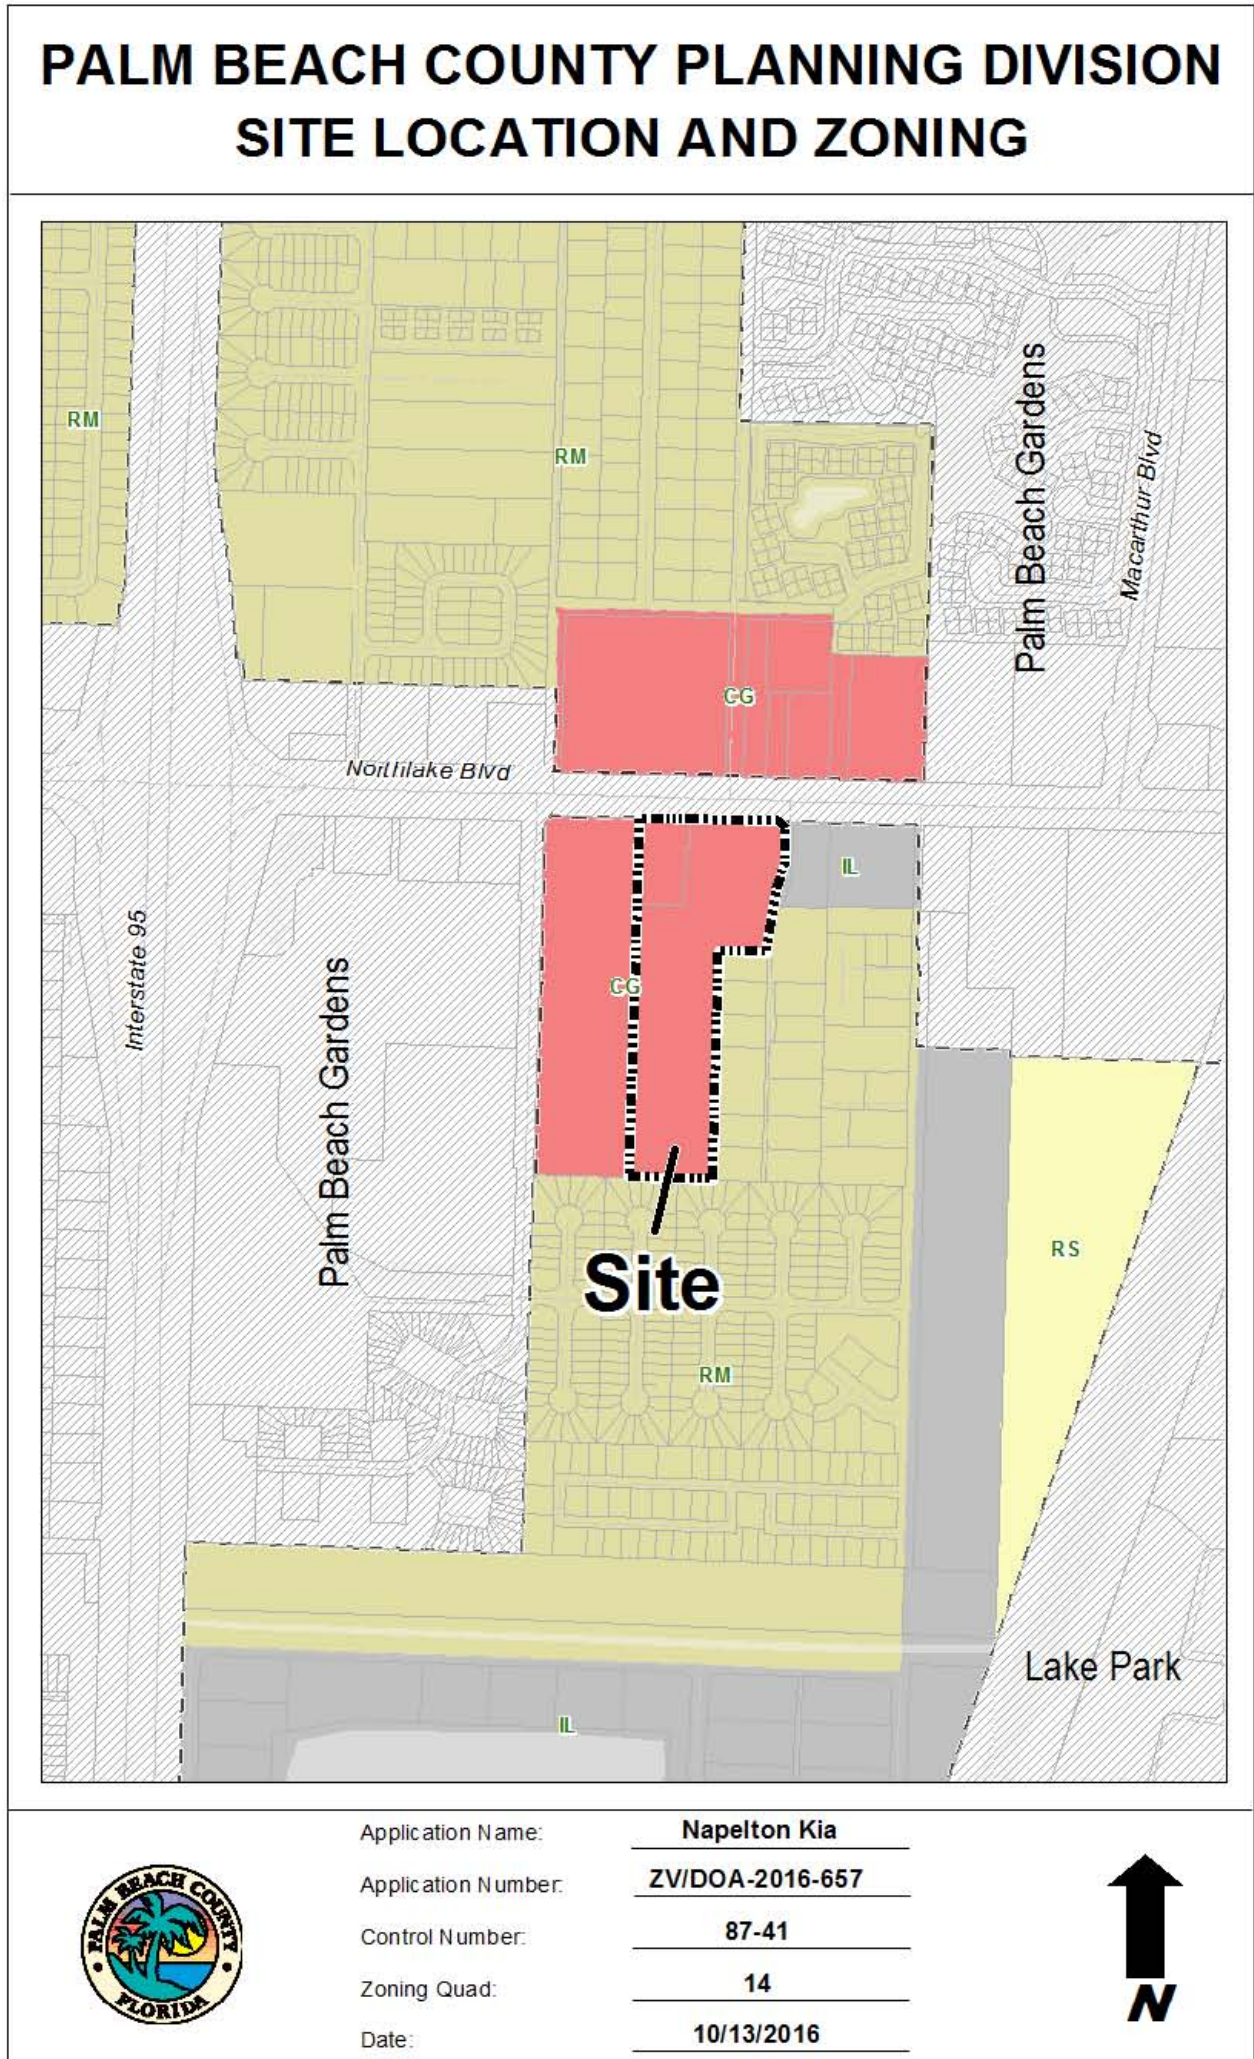 PALM BEACH COUNTY PLANNING DIVISION
SITE LOCATION AND ZONING
Palm Beach Gardens
Macarthur Blvd
RM
RM
CG
Northlake Blvd
IL
Interstate 95
Palm Beach Gardens
CG
RS
Site
RM
Lake Park
IL
PALM BEACH COUNTY
FLORIDA
Application Name: Napelton Kia
Application Number: ZV/DOA-2016-657
Control Number: 87-41
Zoning Quad: 14
Date: 10/13/2016
N